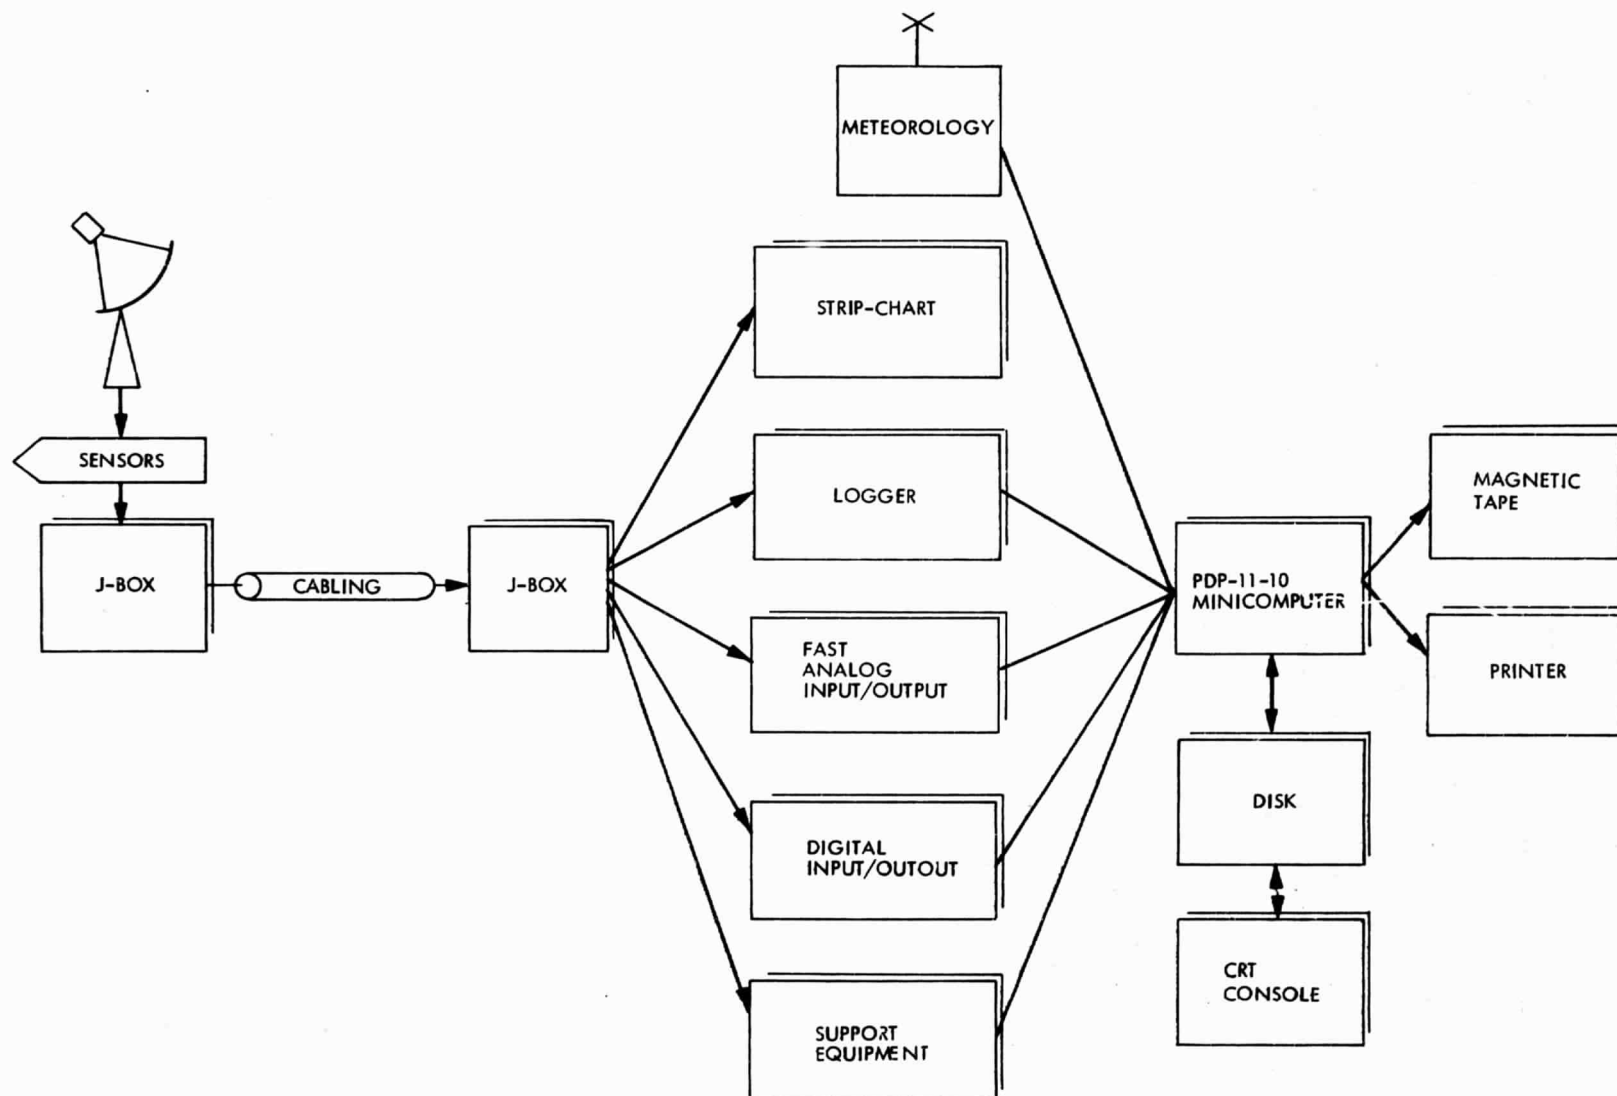 METEOROLOGY
STRIP-CHART
SENSORS
LOGGER
MAGNETIC
TAPE
J-BOX
CABLING
J-BOX
PDP-11-10
MINICOMPUTER
FAST
ANALOG
INPUT/OUTPUT
PRINTER
DISK
DIGITAL
INPUT/OUTOUT
CRT
CONSOLE
SUPPORT
EQUIPMENT